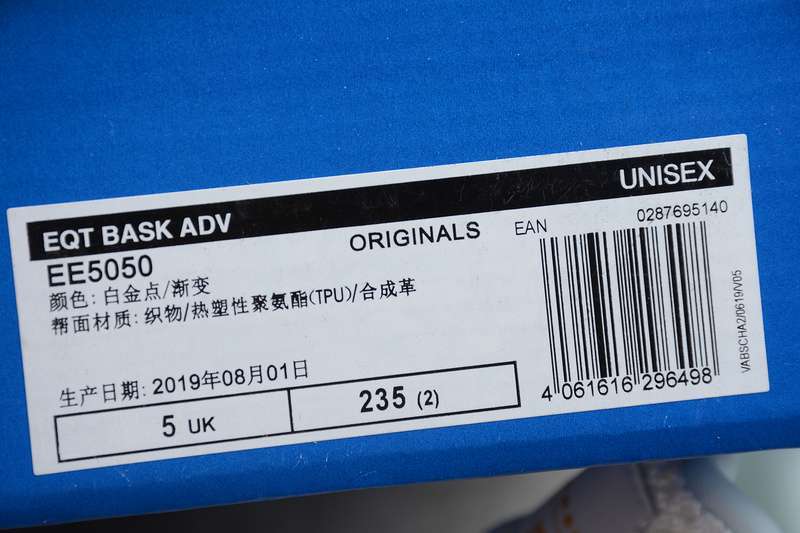 EQT BASK ADV UNISEX
EE5050 ORIGINALS EAN 0287695140
颜色: 白金点/渐变
帮面材质: 织物/热塑性聚氨酯(TPU)/合成革
生产日期: 2019年08月01日
5 UK 235 (2)
4 061616 296498
VABSCHA2/0619/V05